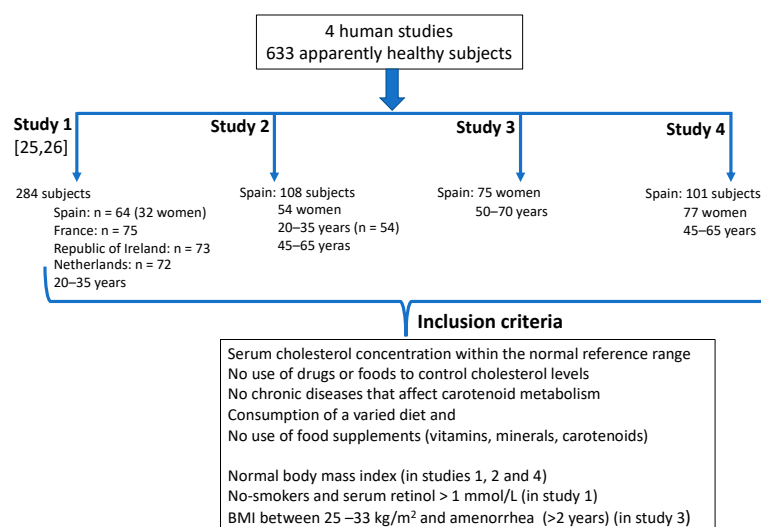 4 human studies
633 apparently healthy subjects
Study 1
[25,26]
284 subjects
Spain: n = 64 (32 women)
France: n = 75
Republic of Ireland: n = 73
Netherlands: n = 72
20–35 years
Study 2
Spain: 108 subjects
54 women
20–35 years (n = 54)
45–65 yeras
Study 3
Spain: 75 women
50–70 years
Study 4
Spain: 101 subjects
77 women
45–65 years
Inclusion criteria
Serum cholesterol concentration within the normal reference range
No use of drugs or foods to control cholesterol levels
No chronic diseases that affect carotenoid metabolism
Consumption of a varied diet and
No use of food supplements (vitamins, minerals, carotenoids)
Normal body mass index (in studies 1, 2 and 4)
No-smokers and serum retinol > 1 mmol/L (in study 1)
BMI between 25 –33 kg/m² and amenorrhea (>2 years) (in study 3)